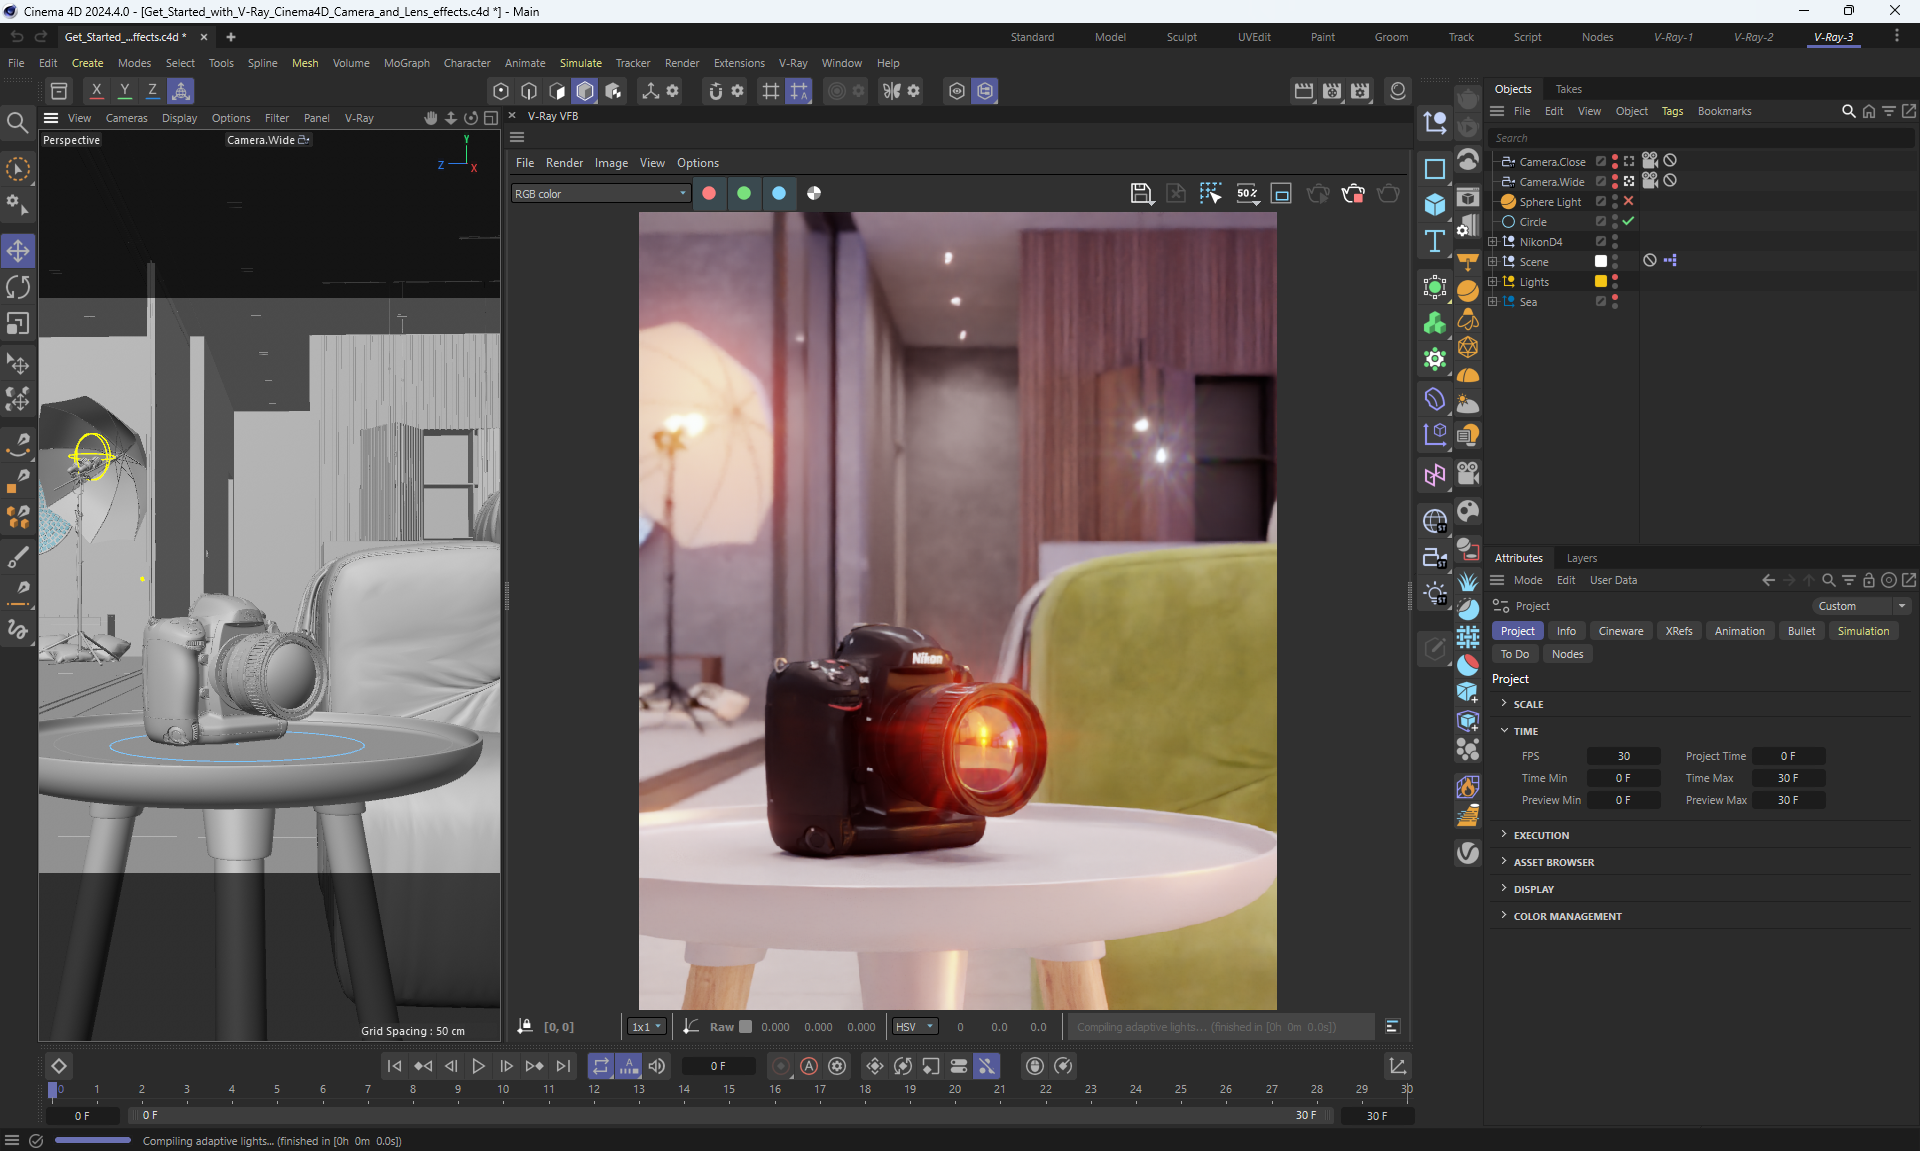 Cinema 4D 2024.4.0 - [Get_Started_with_V-Ray_Cinema4D_Camera_and_Lens_effects.c4d *] - Main
Get_Started_...ffects.c4d *
Standard Model Sculpt UVEdit Paint Groom Track Script Nodes V-Ray-1 V-Ray-2 V-Ray-3
File Edit Create Modes Select Tools Spline Mesh Volume MoGraph Character Animate Simulate Tracker Render Extensions V-Ray Window Help
X Y Z
View Cameras Display Options Filter Panel V-Ray
Perspective
Camera.Wide
Y
Z
X
Grid Spacing : 50 cm
V-Ray VFB
File Render Image View Options
RGB color
50%
Nikon
[0, 0]
1x1
Raw 0.000 0.000 0.000
HSV 0 0.0 0.0
Compiling adaptive lights... (finished in [0h 0m 0.0s])
Objects Takes
File Edit View Object Tags Bookmarks
Search
Camera.Close
Camera.Wide
Sphere Light
Circle
NikonD4
Scene
Lights
Sea
Attributes Layers
Mode Edit User Data
Project
Custom
Project Info Cineware XRefs Animation Bullet Simulation
To Do Nodes
Project
SCALE
TIME
FPS 30 Project Time 0 F
Time Min 0 F Time Max 30 F
Preview Min 0 F Preview Max 30 F
EXECUTION
ASSET BROWSER
DISPLAY
COLOR MANAGEMENT
0 F
0 1 2 3 4 5 6 7 8 9 10 11 12 13 14 15 16 17 18 19 20 21 22 23 24 25 26 27 28 29 30
0 F 0 F 30 F 30 F
Compiling adaptive lights... (finished in [0h 0m 0.0s])